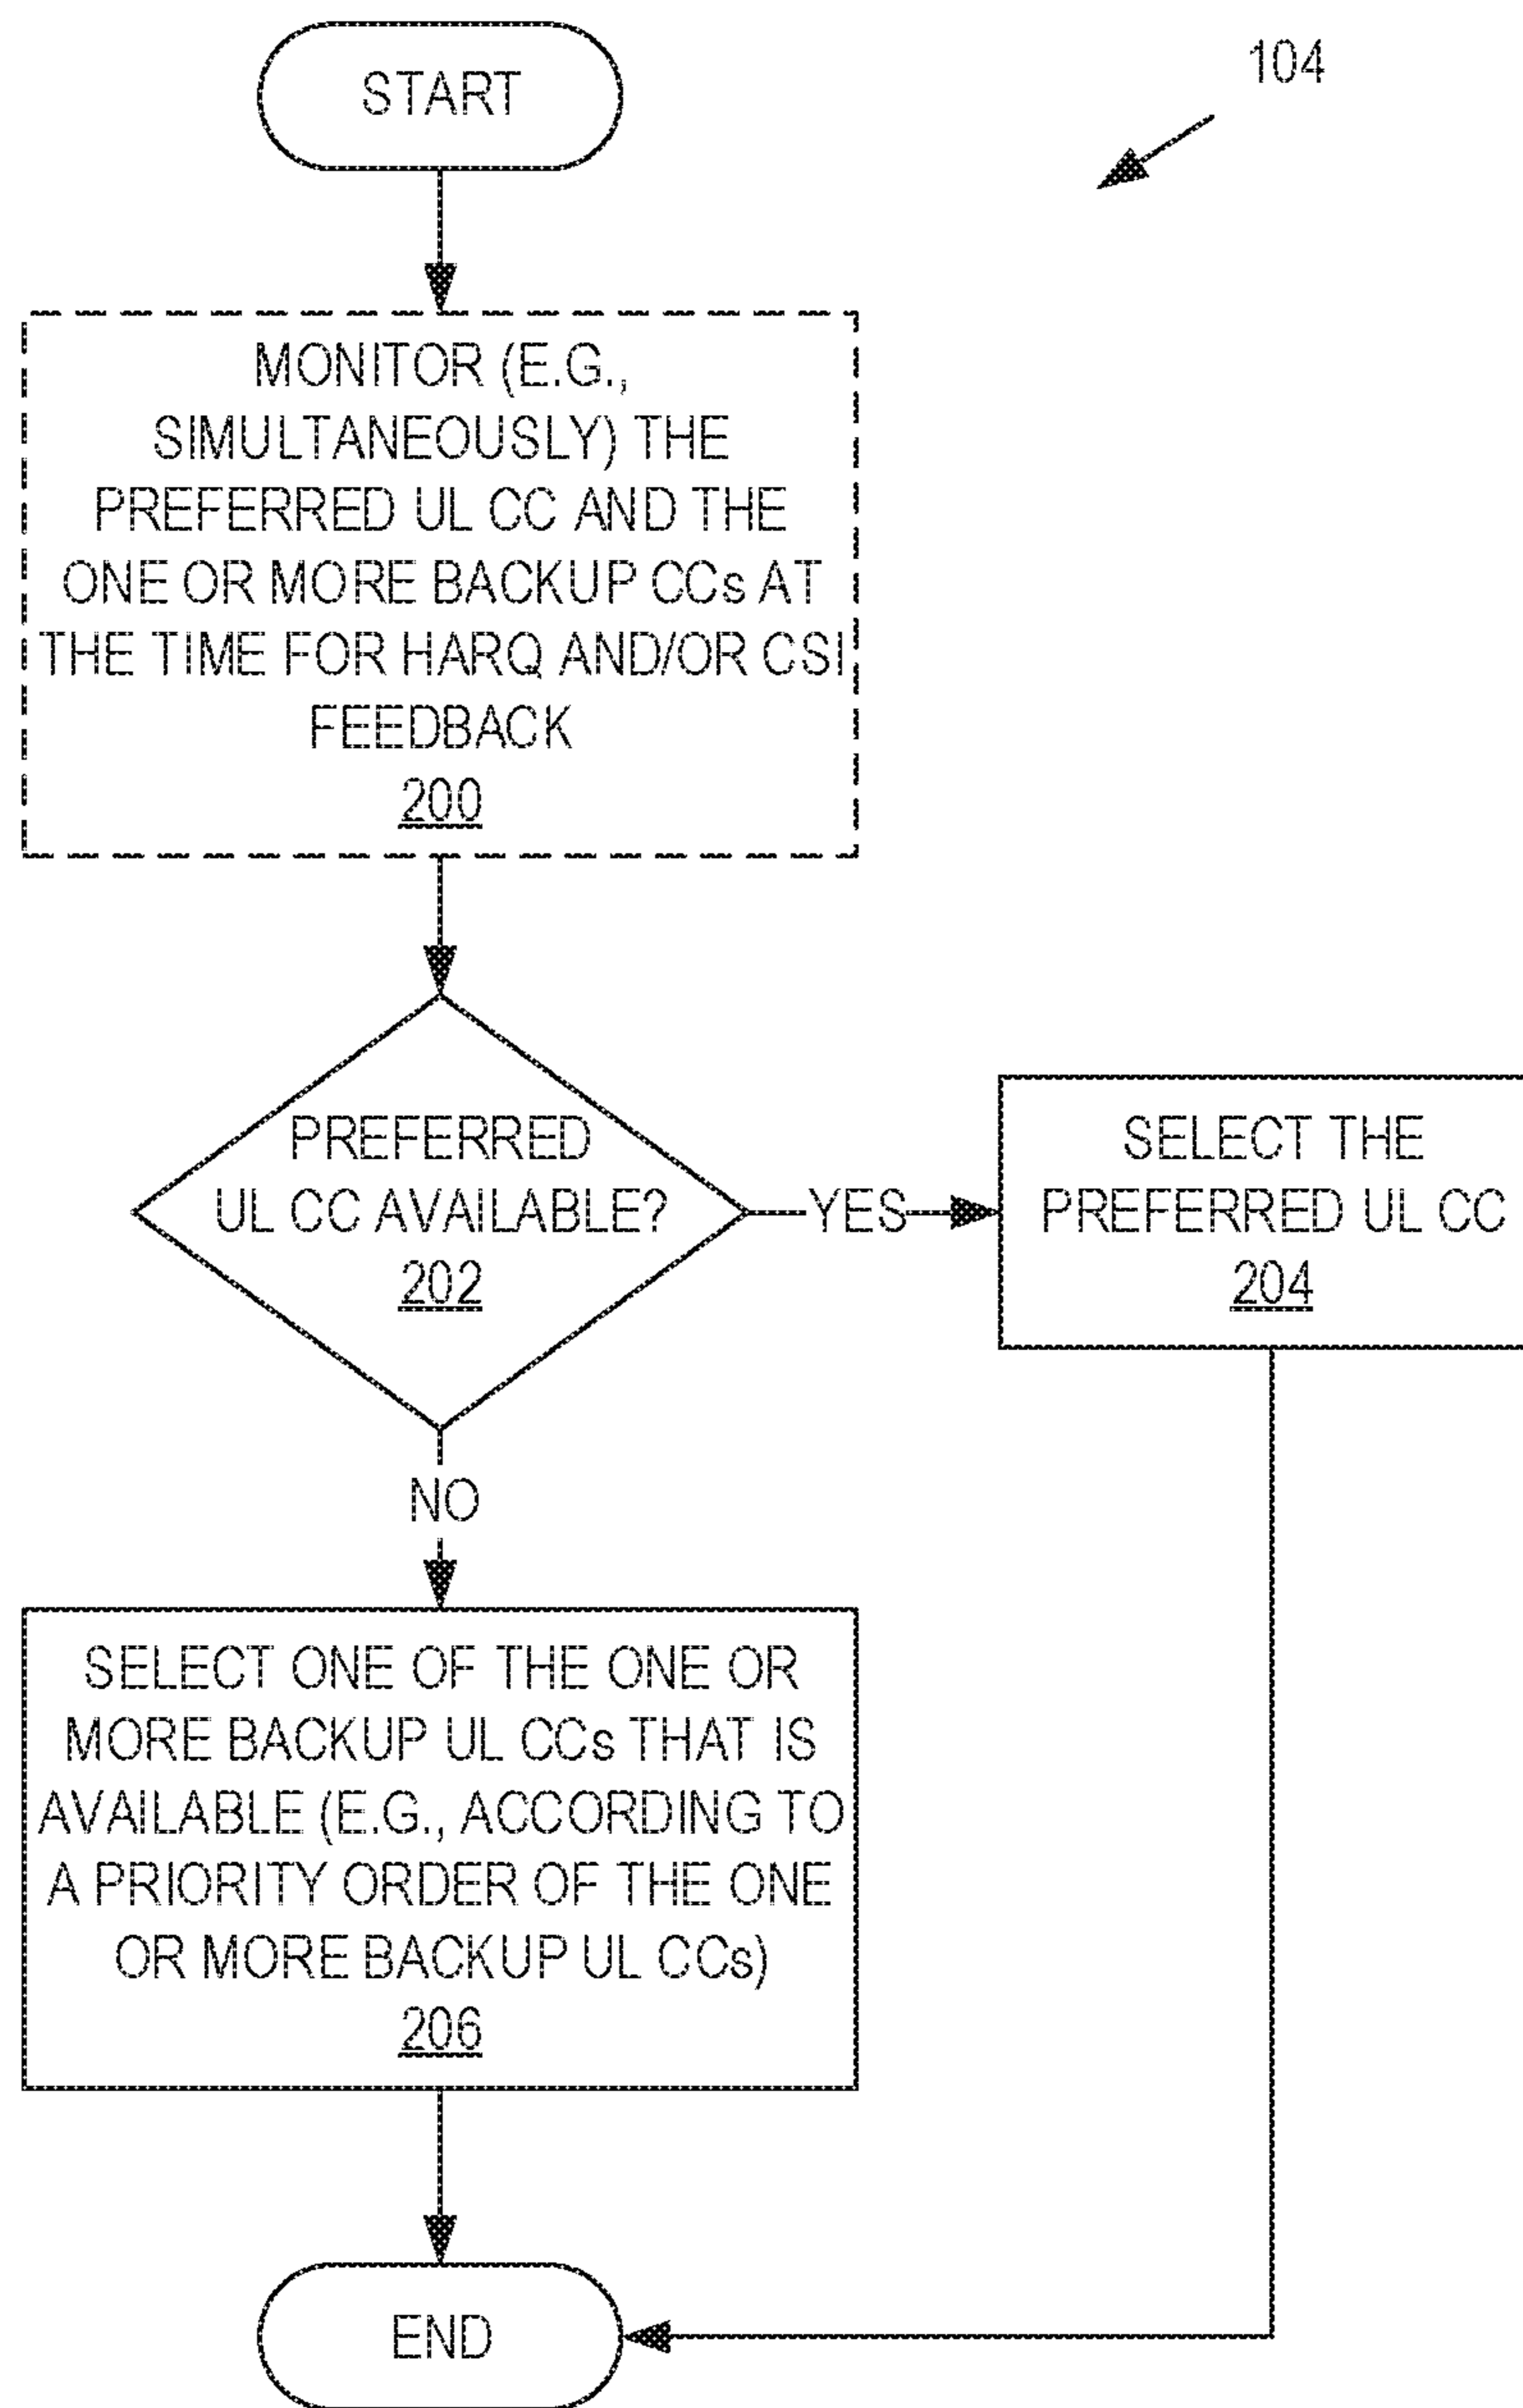 START
104
MONITOR (E.G.,
SIMULTANEOUSLY) THE
PREFERRED UL CC AND THE
ONE OR MORE BACKUP CCs AT
THE TIME FOR HARQ AND/OR CSI
FEEDBACK
200
PREFERRED
UL CC AVAILABLE?
202
YES
SELECT THE
PREFERRED UL CC
204
NO
SELECT ONE OF THE ONE OR
MORE BACKUP UL CCs THAT IS
AVAILABLE (E.G., ACCORDING TO
A PRIORITY ORDER OF THE ONE
OR MORE BACKUP UL CCs)
206
END